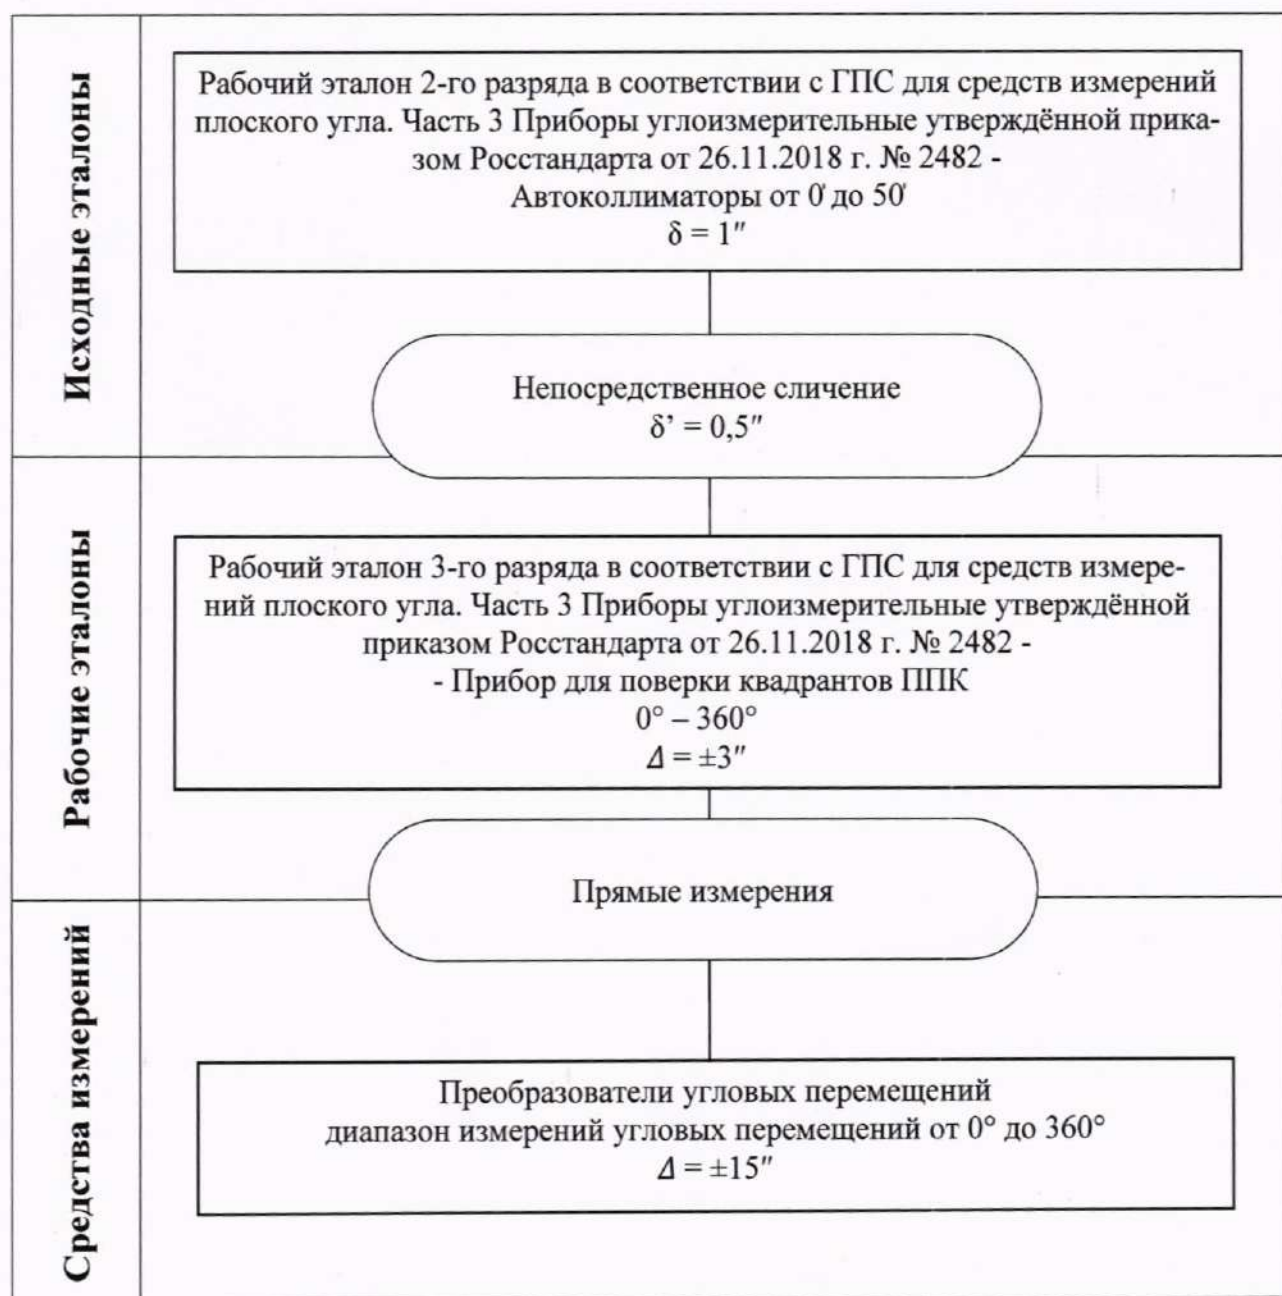 Исходные эталоны
Рабочий эталон 2-го разряда в соответствии с ГПС для средств измерений
плоского угла. Часть 3 Приборы углоизмерительные утверждённой прика-
зом Росстандарта от 26.11.2018 г. № 2482 -
Автоколлиматоры от 0' до 50'
δ = 1″
Непосредственное сличение
δ’ = 0,5″
Рабочие эталоны
Рабочий эталон 3-го разряда в соответствии с ГПС для средств измере-
ний плоского угла. Часть 3 Приборы углоизмерительные утверждённой
приказом Росстандарта от 26.11.2018 г. № 2482 -
- Прибор для поверки квадрантов ППК
0° – 360°
Δ = ±3″
Прямые измерения
Средства измерений
Преобразователи угловых перемещений
диапазон измерений угловых перемещений от 0° до 360°
Δ = ±15″